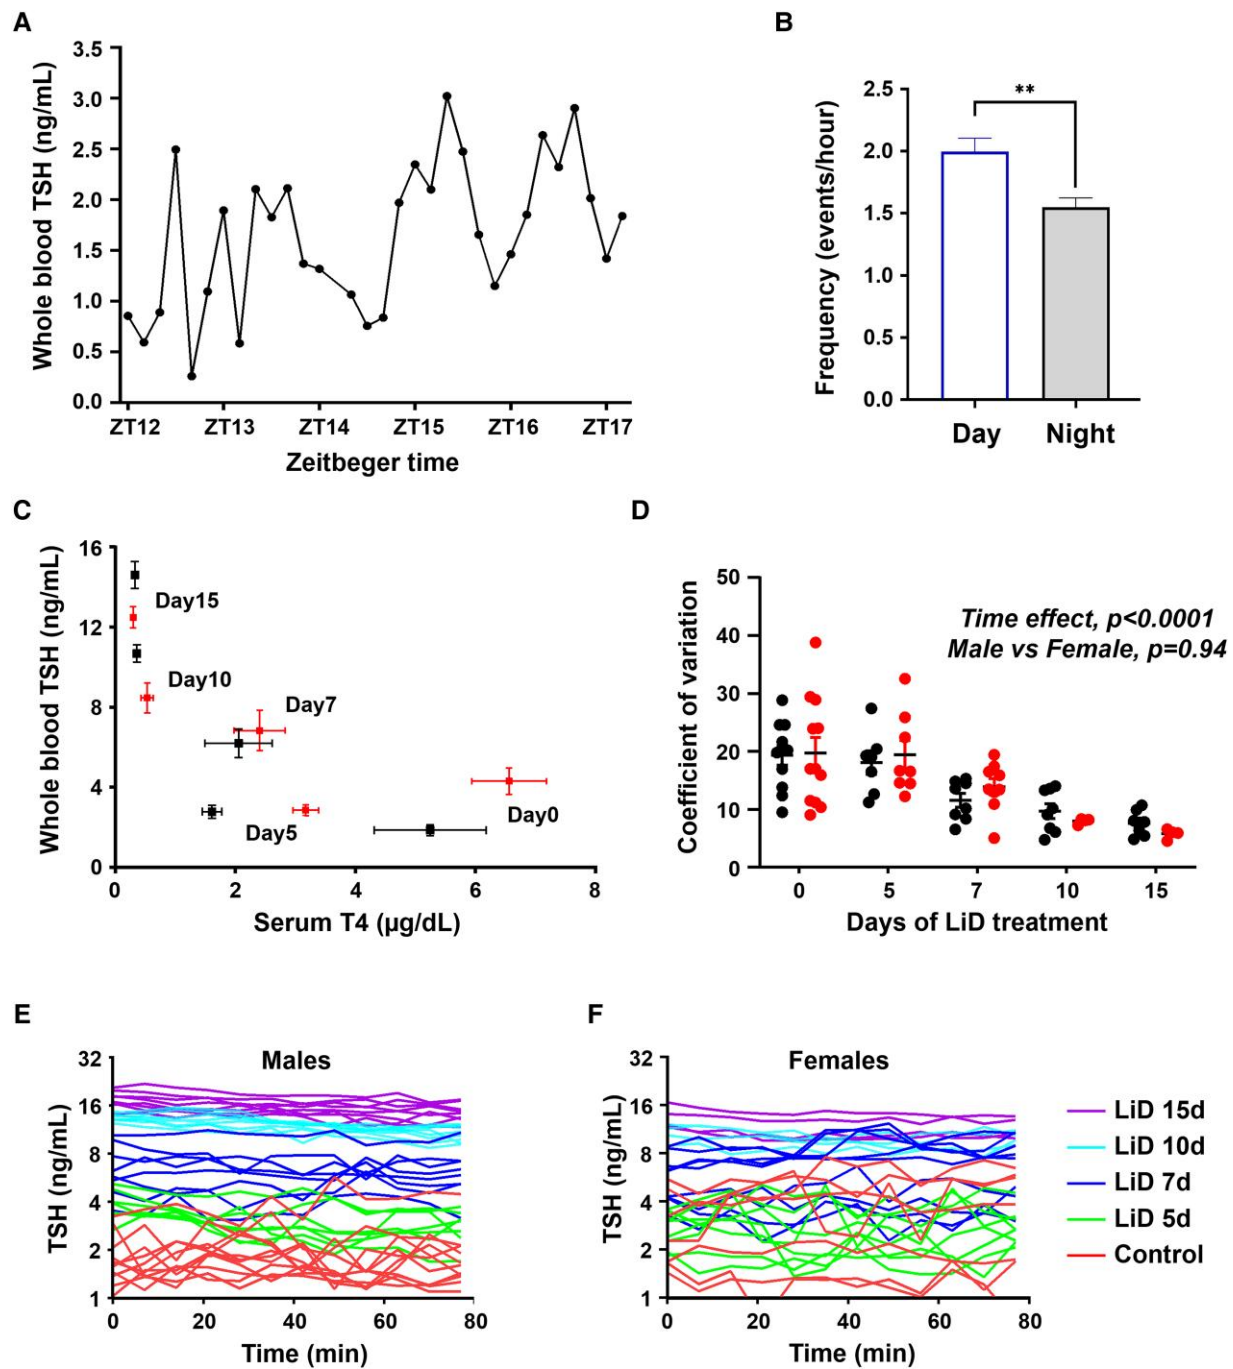 A
Whole blood TSH (ng/mL)
3.5
3.0
2.5
2.0
1.5
1.0
0.5
0.0
ZT12 ZT13 ZT14 ZT15 ZT16 ZT17
Zeitbeger time
B
Frequency (events/hour)
2.5
2.0
1.5
1.0
0.5
0.0
**
Day Night
C
Whole blood TSH (ng/mL)
16
12
8
4
0
Day15
Day10
Day7
Day5
Day0
0 2 4 6 8
Serum T4 (µg/dL)
D
Coefficient of variation
50
40
30
20
10
0
Time effect, p<0.0001
Male vs Female, p=0.94
0 5 7 10 15
Days of LiD treatment
E
Males
TSH (ng/mL)
32
16
8
4
2
1
0 20 40 60 80
Time (min)
F
Females
TSH (ng/mL)
32
16
8
4
2
1
0 20 40 60 80
Time (min)
LiD 15d
LiD 10d
LiD 7d
LiD 5d
Control